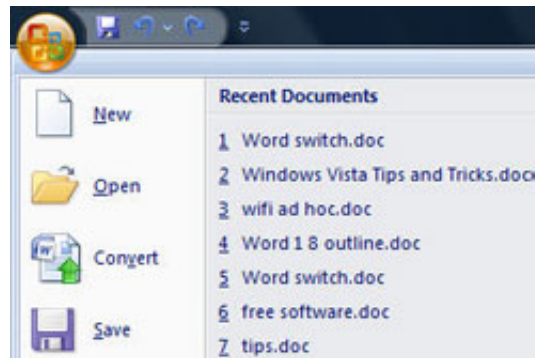 New
Open
Convert
Save
Recent Documents
1 Word switch.doc
2 Windows Vista Tips and Tricks.docx
3 wifi ad hoc.doc
4 Word 1 8 outline.doc
5 Word switch.doc
6 free software.doc
7 tips.doc